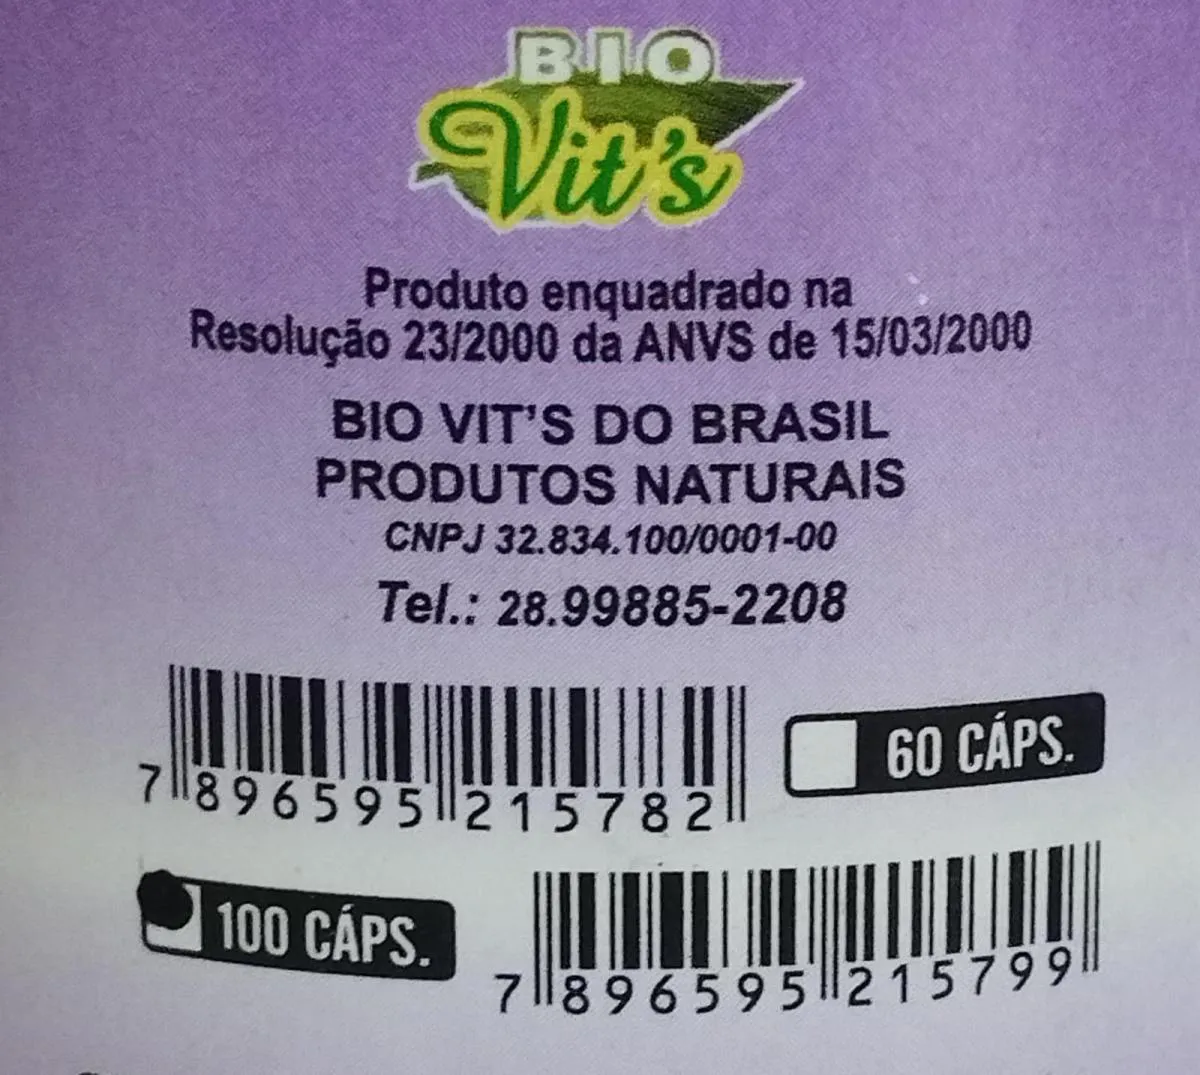 BIO
Vit's
Produto enquadrado na
Resolução 23/2000 da ANVS de 15/03/2000
BIO VIT'S DO BRASIL
PRODUTOS NATURAIS
CNPJ 32.834.100/0001-00
Tel.: 28.99885-2208
7 896595 215782
60 CÁPS.
100 CÁPS.
7 896595 215799